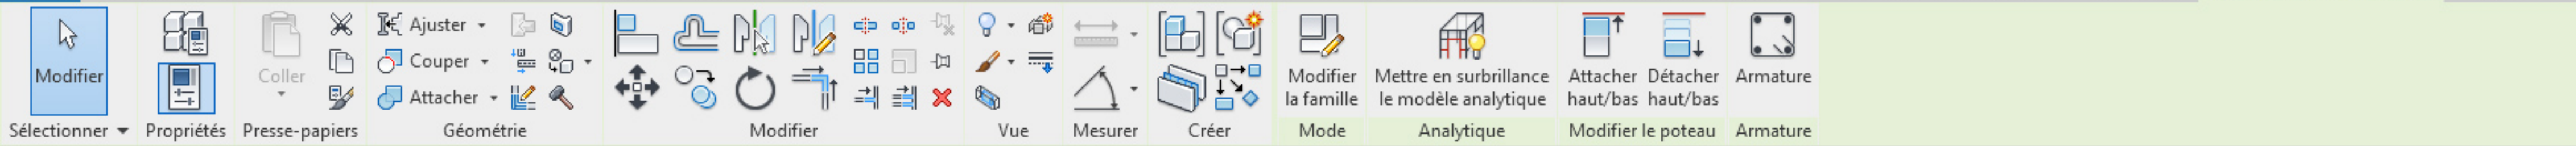 Modifier
Sélectionner
Propriétés
Coller
Presse-papiers
Ajuster
Couper
Attacher
Géométrie
Modifier
Vue
Mesurer
Créer
Modifier
la famille
Mode
Mettre en surbrillance
le modèle analytique
Analytique
Attacher
haut/bas
Détacher
haut/bas
Modifier le poteau
Armature
Armature